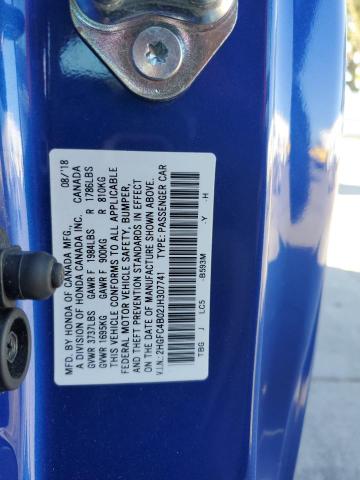 MFD. BY HONDA OF CANADA MFG., 08/'18
A DIVISION OF HONDA CANADA INC. CANADA
GVWR 3737LBS GAWR F 1984LBS R 1786LBS
GVWR 1695KG GAWR F 900KG R 810KG
THIS VEHICLE CONFORMS TO ALL APPLICABLE
FEDERAL MOTOR VEHICLE SAFETY, BUMPER,
AND THEFT PREVENTION STANDARDS IN EFFECT
ON THE DATE OF MANUFACTURE SHOWN ABOVE.
V.I.N.: 2HGFC4B02JH307741 TYPE: PASSENGER CAR
TBG J LC5 -B593M -Y -H